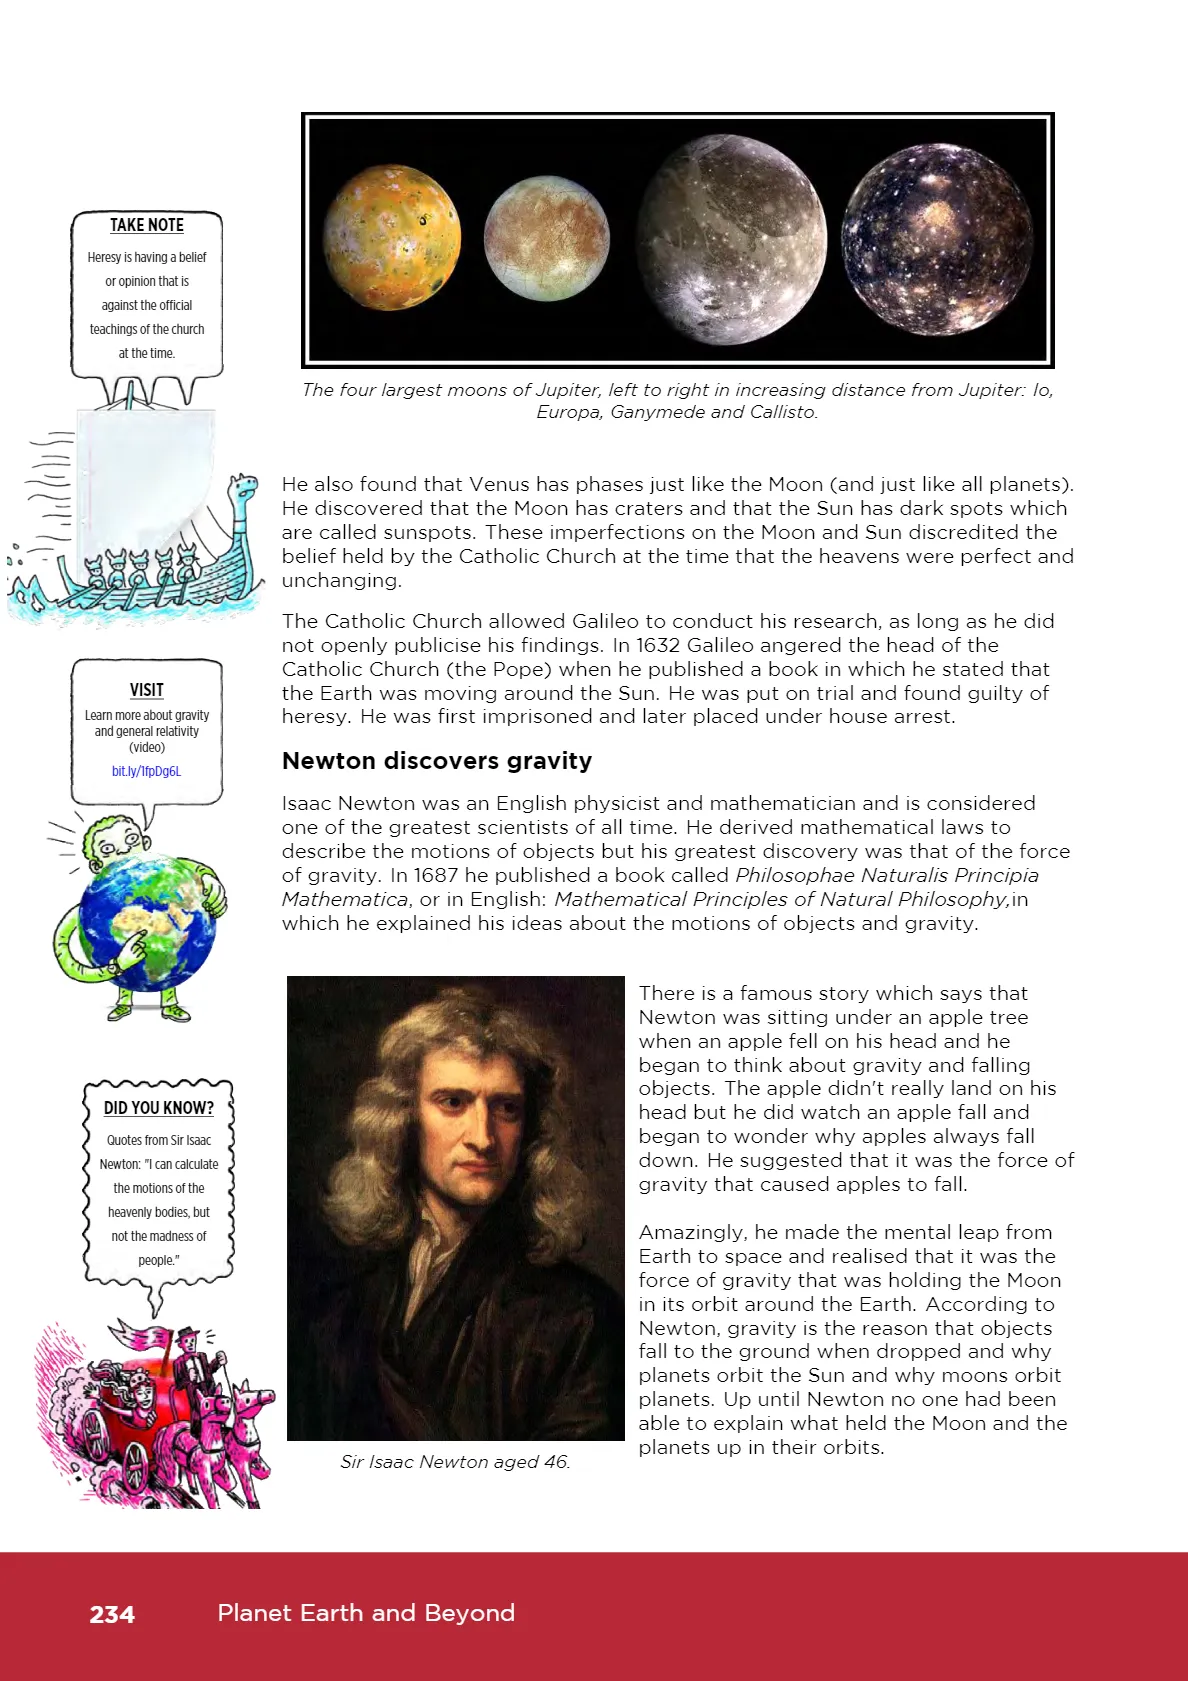 The four largest moons of Jupiter, left to right in increasing distance from Jupiter: Io,
Europa, Ganymede and Callisto.
TAKE NOTE
Heresy is having a belief
or opinion that is
against the official
teachings of the church
at the time.
He also found that Venus has phases just like the Moon (and just like all planets).
He discovered that the Moon has craters and that the Sun has dark spots which
are called sunspots. These imperfections on the Moon and Sun discredited the
belief held by the Catholic Church at the time that the heavens were perfect and
unchanging.
The Catholic Church allowed Galileo to conduct his research, as long as he did
not openly publicise his findings. In 1632 Galileo angered the head of the
Catholic Church (the Pope) when he published a book in which he stated that
the Earth was moving around the Sun. He was put on trial and found guilty of
heresy. He was first imprisoned and later placed under house arrest.
VISIT
Learn more about gravity
and general relativity
(video)
bit.ly/1fpDg6L
Newton discovers gravity
Isaac Newton was an English physicist and mathematician and is considered
one of the greatest scientists of all time. He derived mathematical laws to
describe the motions of objects but his greatest discovery was that of the force
of gravity. In 1687 he published a book called Philosophae Naturalis Principia
Mathematica, or in English: Mathematical Principles of Natural Philosophy,in
which he explained his ideas about the motions of objects and gravity.
DID YOU KNOW?
Quotes from Sir Isaac
Newton: "I can calculate
the motions of the
heavenly bodies, but
not the madness of
people."
There is a famous story which says that
Newton was sitting under an apple tree
when an apple fell on his head and he
began to think about gravity and falling
objects. The apple didn't really land on his
head but he did watch an apple fall and
began to wonder why apples always fall
down. He suggested that it was the force of
gravity that caused apples to fall.
Amazingly, he made the mental leap from
Earth to space and realised that it was the
force of gravity that was holding the Moon
in its orbit around the Earth. According to
Newton, gravity is the reason that objects
fall to the ground when dropped and why
planets orbit the Sun and why moons orbit
planets. Up until Newton no one had been
able to explain what held the Moon and the
planets up in their orbits.
Sir Isaac Newton aged 46.
234
Planet Earth and Beyond